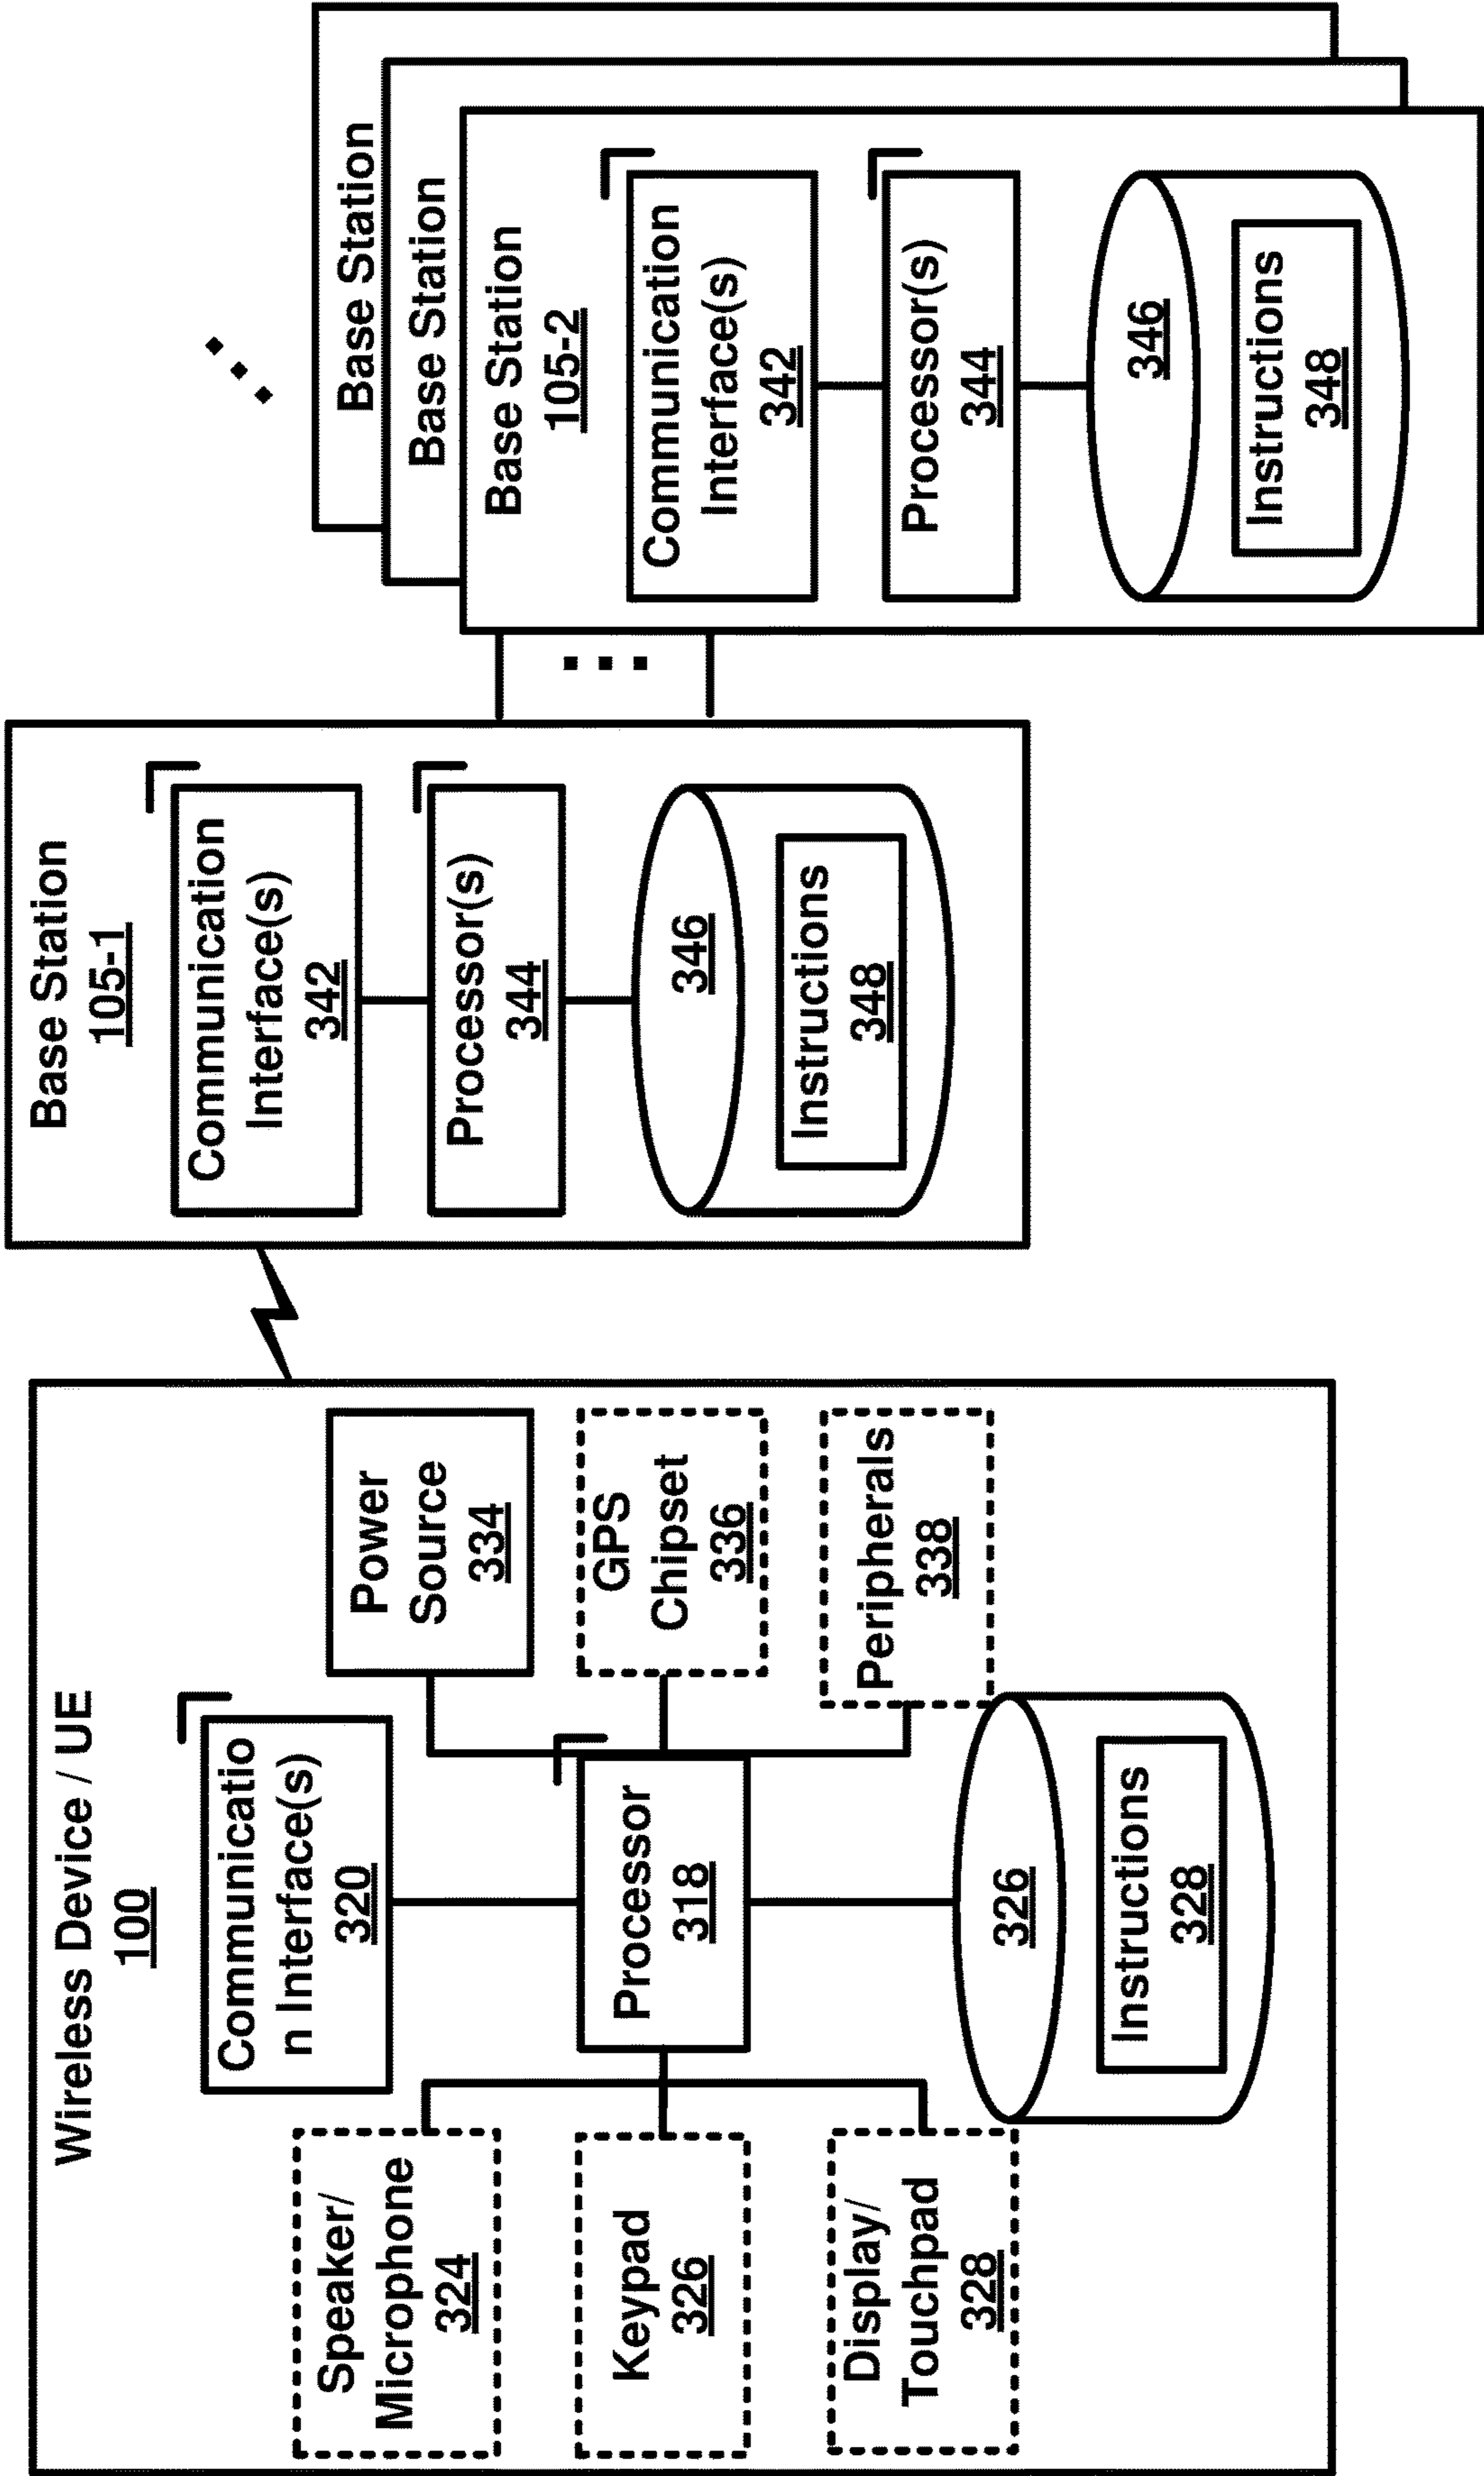 Wireless Device / UE
100
Communicatio
n Interface(s)
320
Speaker/
Microphone
324
Power
Source
334
Keypad
326
Processor
318
GPS
Chipset
336
Display/
Touchpad
328
Peripherals
338
326
Instructions
328
Base Station
105-1
Communication
Interface(s)
342
Processor(s)
344
346
Instructions
348
Base Station
Base Station
Base Station
105-2
Communication
Interface(s)
342
Processor(s)
344
346
Instructions
348